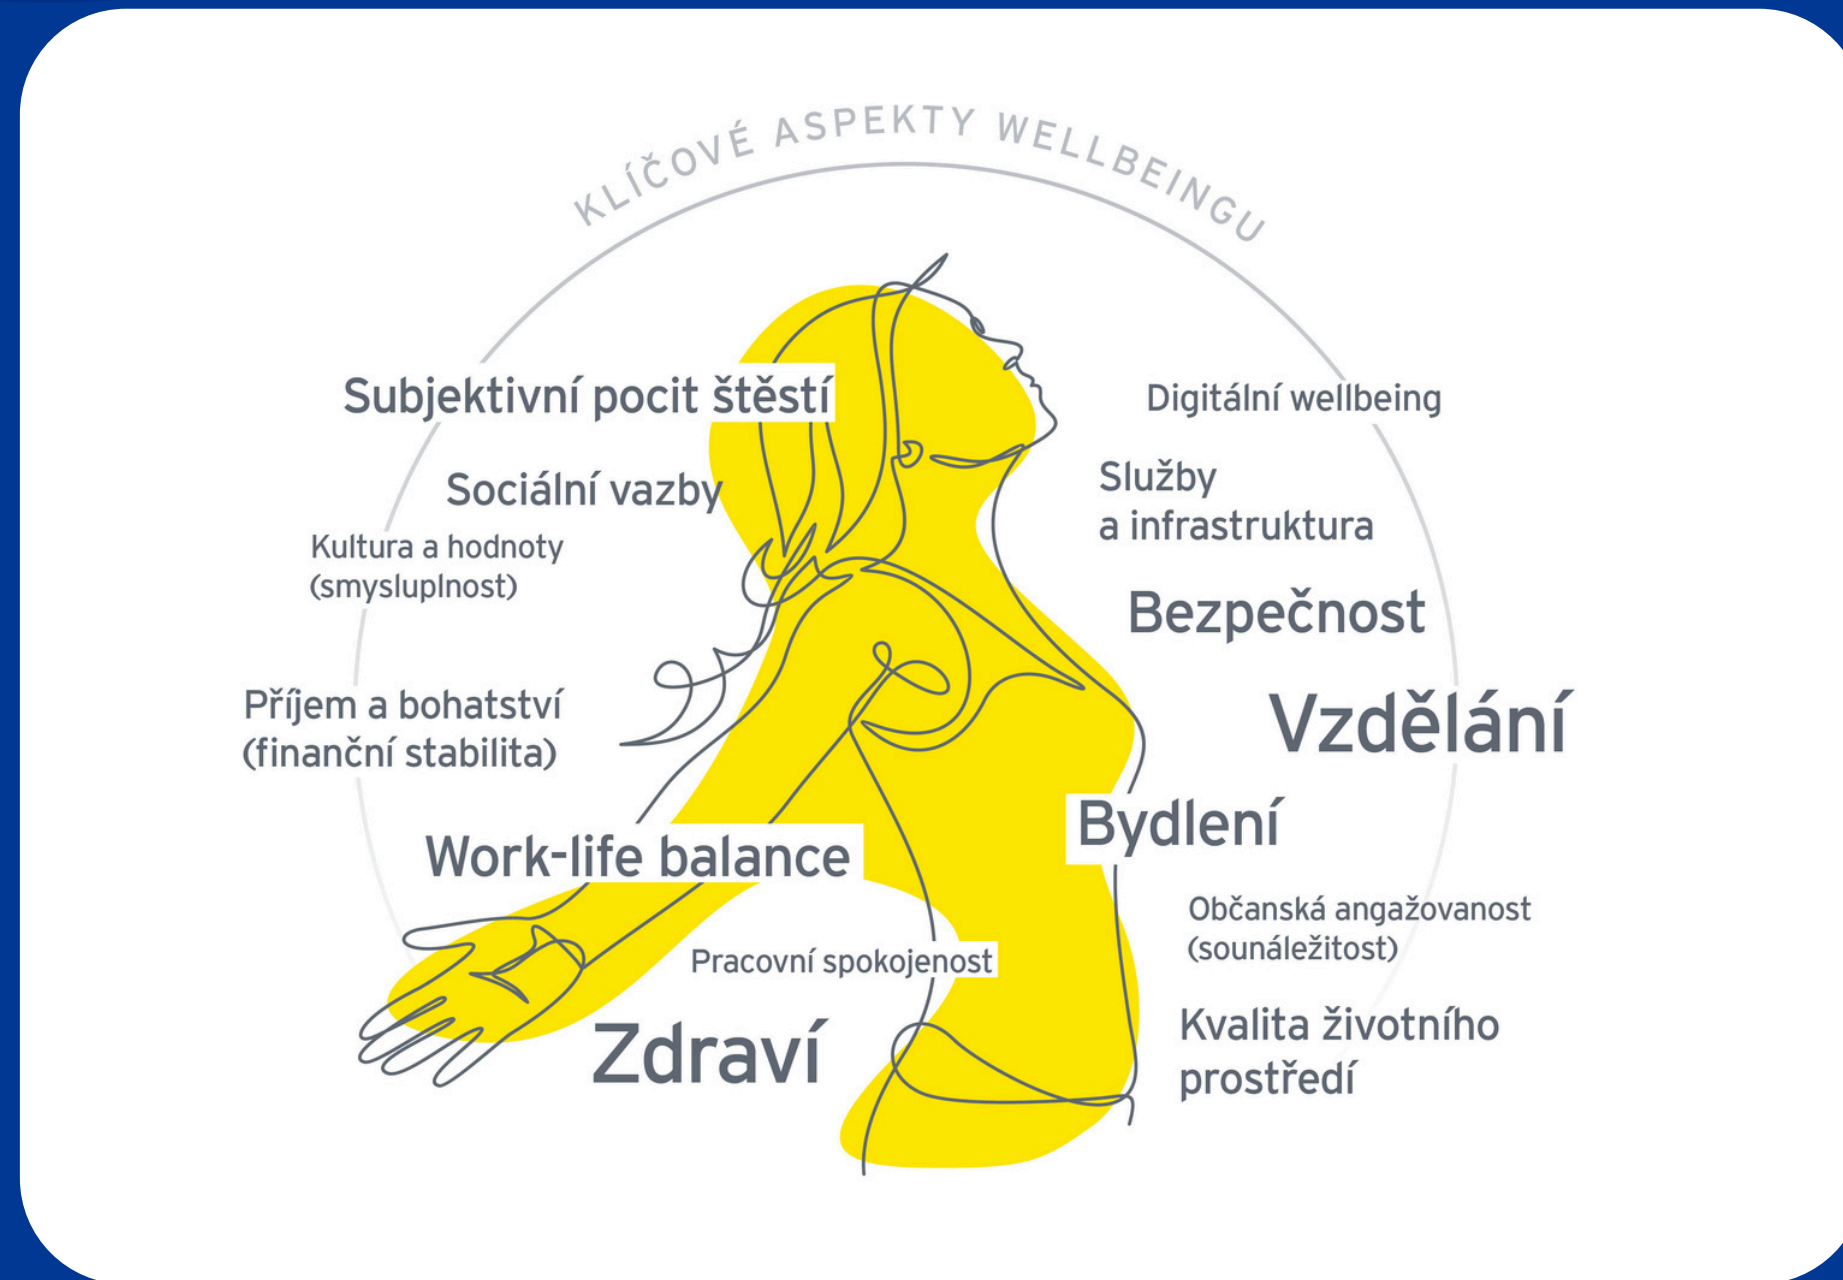 KLÍČOVÉ ASPEKTY WELLBEINGU
Subjektivní pocit štěstí
Sociální vazby
Kultura a hodnoty
(smysluplnost)
Příjem a bohatství
(finanční stabilita)
Work-life balance
Pracovní spokojenost
Zdraví
Digitální wellbeing
Služby
a infrastruktura
Bezpečnost
Vzdělání
Bydlení
Občanská angažovanost
(sounáležitost)
Kvalita životního
prostředí